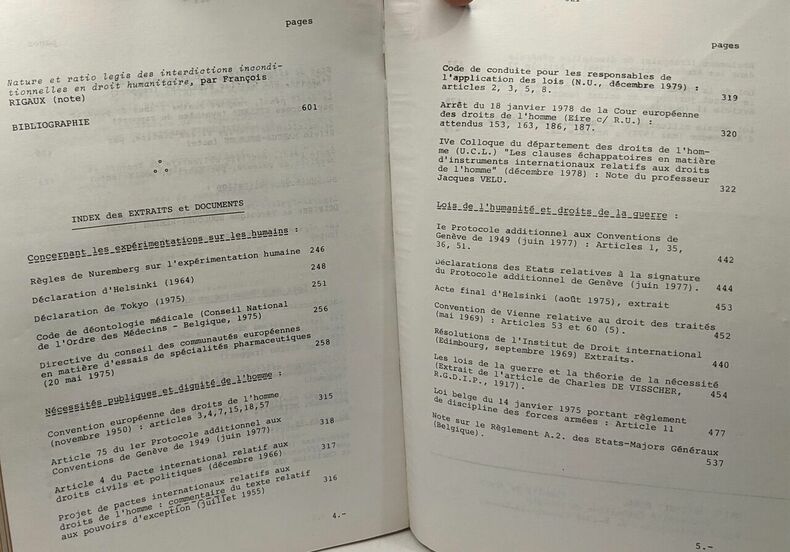 pages
Nature et ratio legis des interdictions incondi-
tionnelles en droit humanitaire, par François
RIGAUX (note)
601
BIBLIOGRAPHIE
INDEX des EXTRAITS et DOCUMENTS
Concernant les expérimentations sur les humains :
Règles de Nuremberg sur l'expérimentation humaine 246
Déclaration d'Helsinki (1964) 248
Déclaration de Tokyo (1975) 251
Code de déontologie médicale (Conseil National
de l'Ordre des Médecins - Belgique, 1975) 256
Directive du conseil des communautés européennes
en matière d'essais de spécialités pharmaceutiques
(20 mai 1975) 258
Nécessités publiques et dignité de l'homme :
Convention européenne des droits de l'homme
(novembre 1950) : articles 3,4,7,15,18,57 315
Article 75 du 1er Protocole additionnel aux
Conventions de Genève de 1949 (juin 1977) 318
Article 4 du Pacte international relatif aux
droits civils et politiques (décembre 1966) 317
Projet de pactes internationaux relatifs aux
droits de l'homme : commentaire du texte relatif
aux pouvoirs d'exception (juillet 1955) 316
4.-
pages
Code de conduite pour les responsables de
l'application des lois (N.U., décembre 1979) :
articles 2, 3, 5, 8. 319
Arrêt du 18 janvier 1978 de la Cour européenne
des droits de l'homme (Eire c/ R.U.) :
attendus 153, 163, 186, 187. 320
IVe Colloque du département des droits de l'hom-
me (U.C.L.) "Les clauses échappatoires en matière
d'instruments internationaux relatifs aux droits
de l'homme" (décembre 1978) : Note du professeur
Jacques VELU. 322
Lois de l'humanité et droits de la guerre :
Ie Protocole additionnel aux Conventions de
Genève de 1949 (juin 1977) : Articles 1, 35,
36, 51. 442
Déclarations des Etats relatives à la signature
du Protocole additionnel de Genève (juin 1977). 444
Acte final d'Helsinki (août 1975), extrait 453
Convention de Vienne relative au droit des traités
(mai 1969) : Articles 53 et 60 (5). 452
Résolutions de l'Institut de Droit international
(Edimbourg, septembre 1969) Extraits. 440
Les lois de la guerre et la théorie de la nécessité
(Extrait de l'article de Charles DE VISSCHER,
R.G.D.I.P., 1917). 454
Loi belge du 14 janvier 1975 portant règlement
de discipline des forces armées : Article 11 477
Note sur le Règlement A.2. des Etats-Majors Généraux
(Belgique). 537
5.-